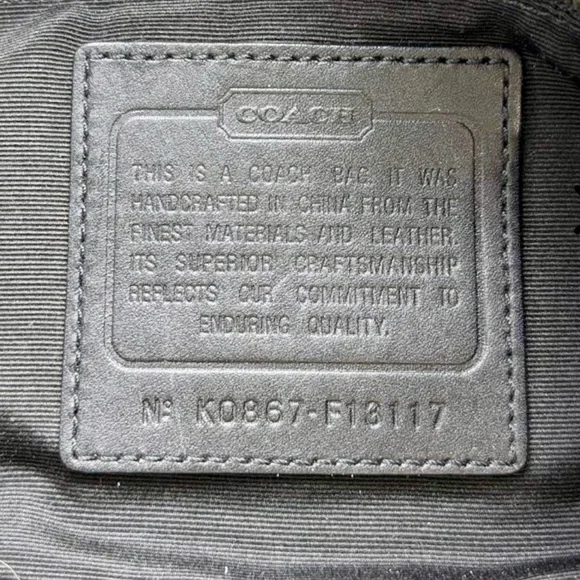 COACH
THIS IS A COACH BAG. IT WAS
HANDCRAFTED IN CHINA FROM THE
FINEST MATERIALS AND LEATHER.
ITS SUPERIOR CRAFTSMANSHIP
REFLECTS OUR COMMITMENT TO
ENDURING QUALITY.
Nº K0867-F13117